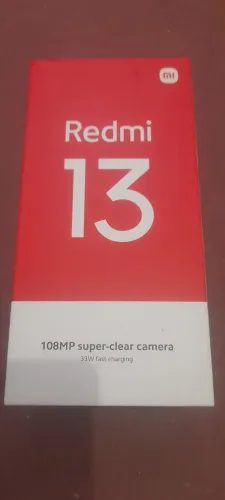 mi
Redmi
13
108MP super-clear camera
33W fast charging